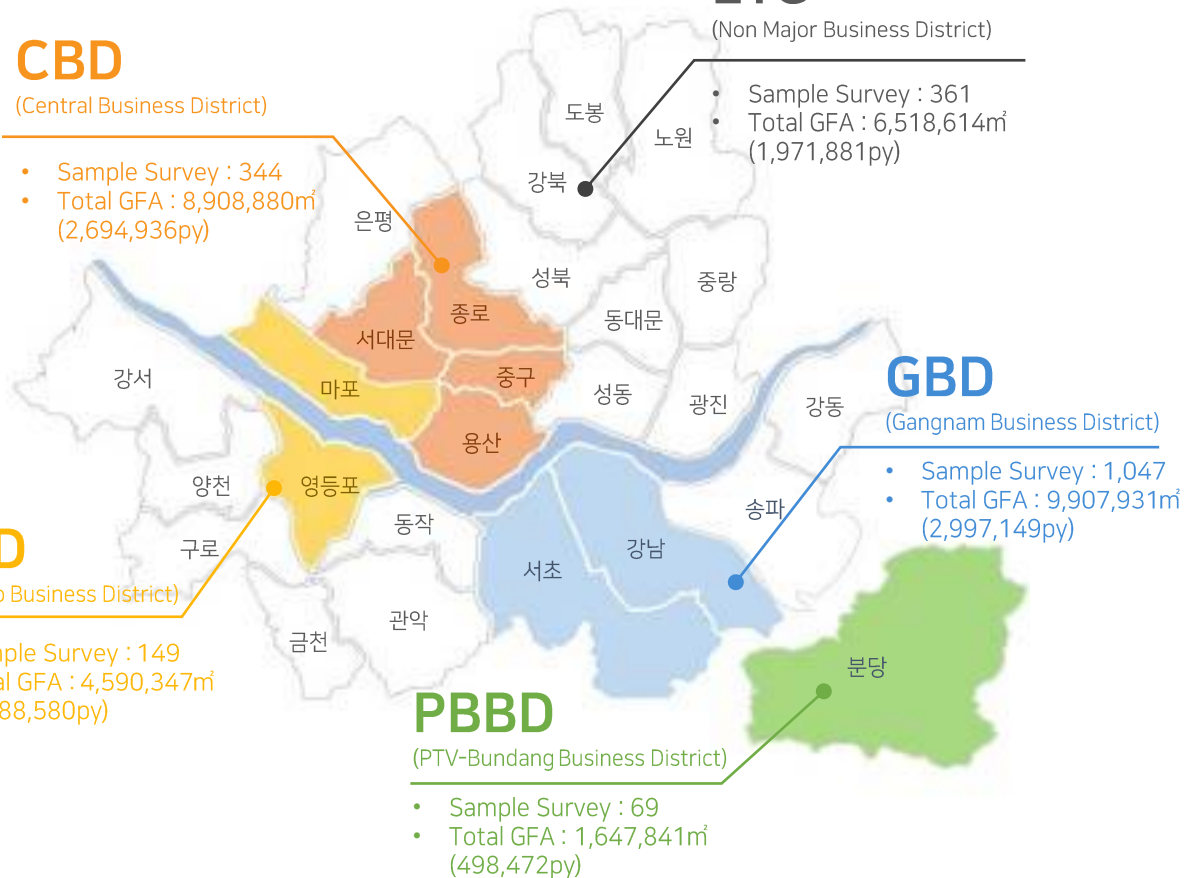 (Non Major Business District)
• Sample Survey : 361
• Total GFA : 6,518,614㎡
(1,971,881py)
CBD
(Central Business District)
• Sample Survey : 344
• Total GFA : 8,908,880㎡
(2,694,936py)
도봉
노원
강북
은평
성북
중랑
종로
동대문
서대문
강서
마포
중구
성동
광진
강동
용산
GBD
(Gangnam Business District)
• Sample Survey : 1,047
• Total GFA : 9,907,931㎡
(2,997,149py)
양천
영등포
동작
송파
구로
강남
서초
관악
금천
분당
D
Business District)
Survey : 149
GFA : 4,590,347㎡
88,580py)
PBBD
(PTV-Bundang Business District)
• Sample Survey : 69
• Total GFA : 1,647,841㎡
(498,472py)